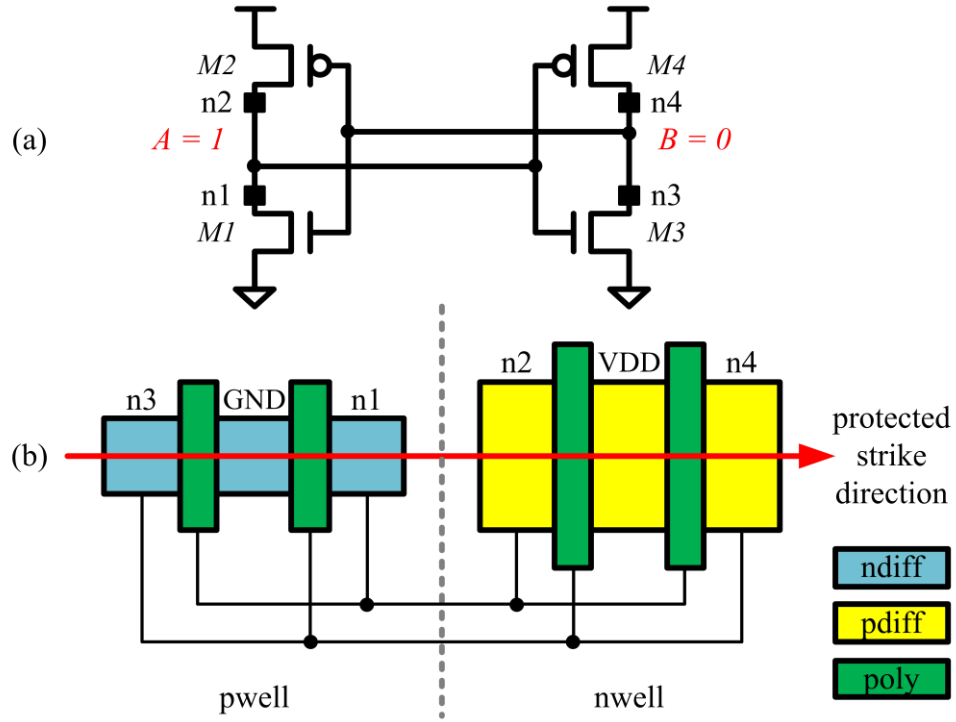 M2
M4
n2
n4
(a)
A = 1
B = 0
n1
n3
M1
M3
n2
VDD
n4
n3
GND
n1
(b)
protected
strike
direction
ndiff
pdiff
poly
pwell
nwell